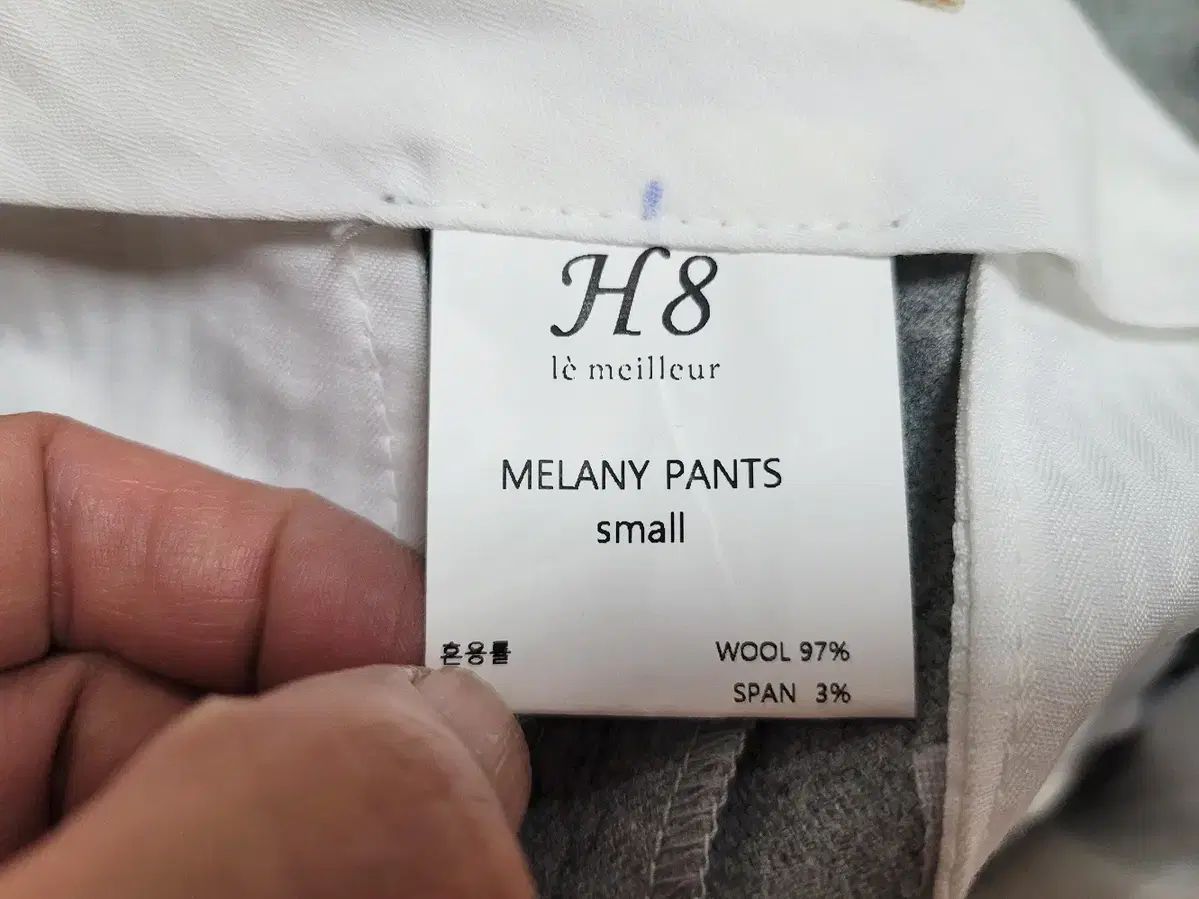 H8
lè meilleur
MELANY PANTS
small
혼용률 WOOL 97%
SPAN 3%